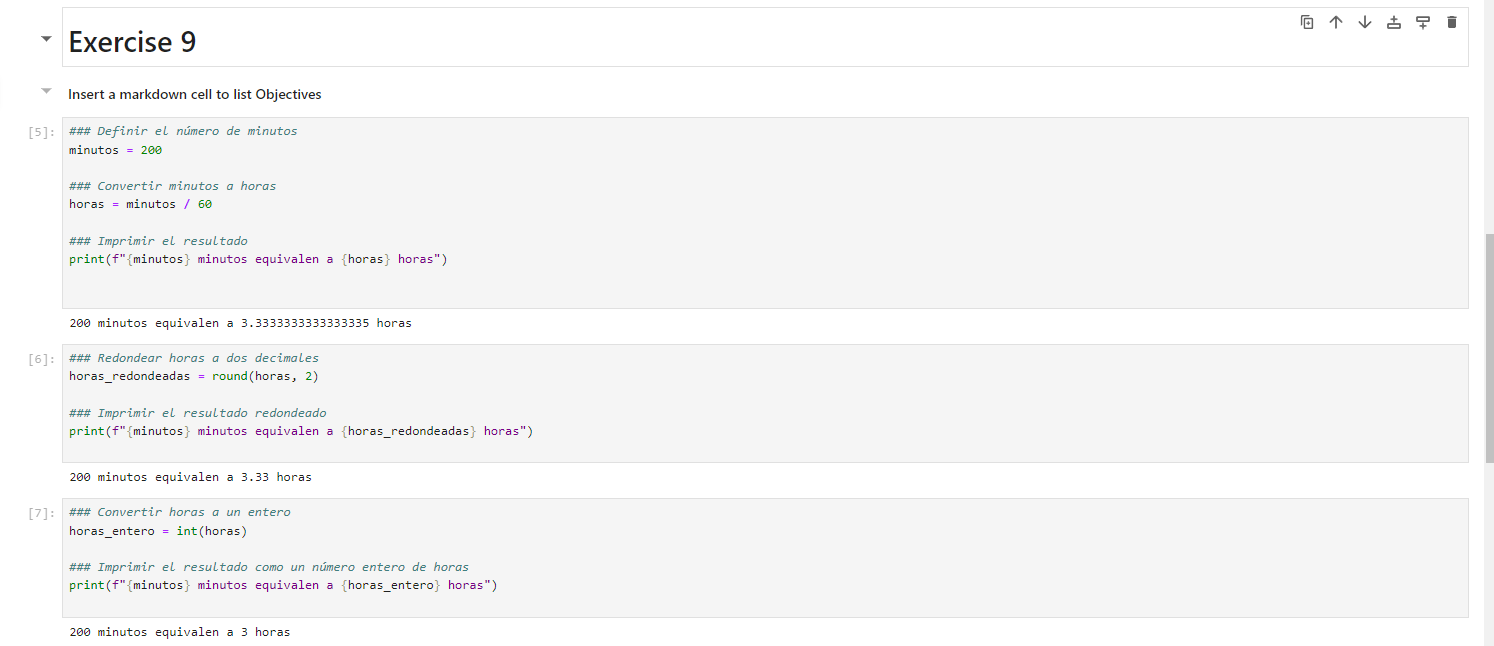 Exercise 9
Insert a markdown cell to list Objectives
[5]:
### Definir el número de minutos
minutos = 200
### Convertir minutos a horas
horas = minutos / 60
### Imprimir el resultado
print(f"{minutos} minutos equivalen a {horas} horas")
200 minutos equivalen a 3.3333333333333335 horas
[6]:
### Redondear horas a dos decimales
horas_redondeadas = round(horas, 2)
### Imprimir el resultado redondeado
print(f"{minutos} minutos equivalen a {horas_redondeadas} horas")
200 minutos equivalen a 3.33 horas
[7]:
### Convertir horas a un entero
horas_entero = int(horas)
### Imprimir el resultado como un número entero de horas
print(f"{minutos} minutos equivalen a {horas_entero} horas")
200 minutos equivalen a 3 horas